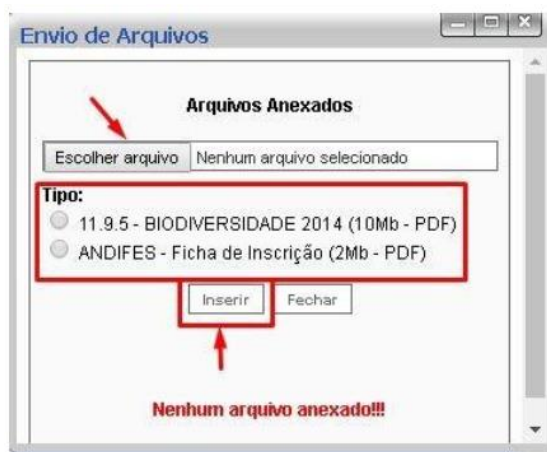 Envio de Arquivos
Arquivos Anexados
Escolher arquivo Nenhum arquivo selecionado
Tipo:
11.9.5 - BIODIVERSIDADE 2014 (10Mb - PDF)
ANDIFES - Ficha de Inscrição (2Mb - PDF)
Inserir Fechar
Nenhum arquivo anexado!!!